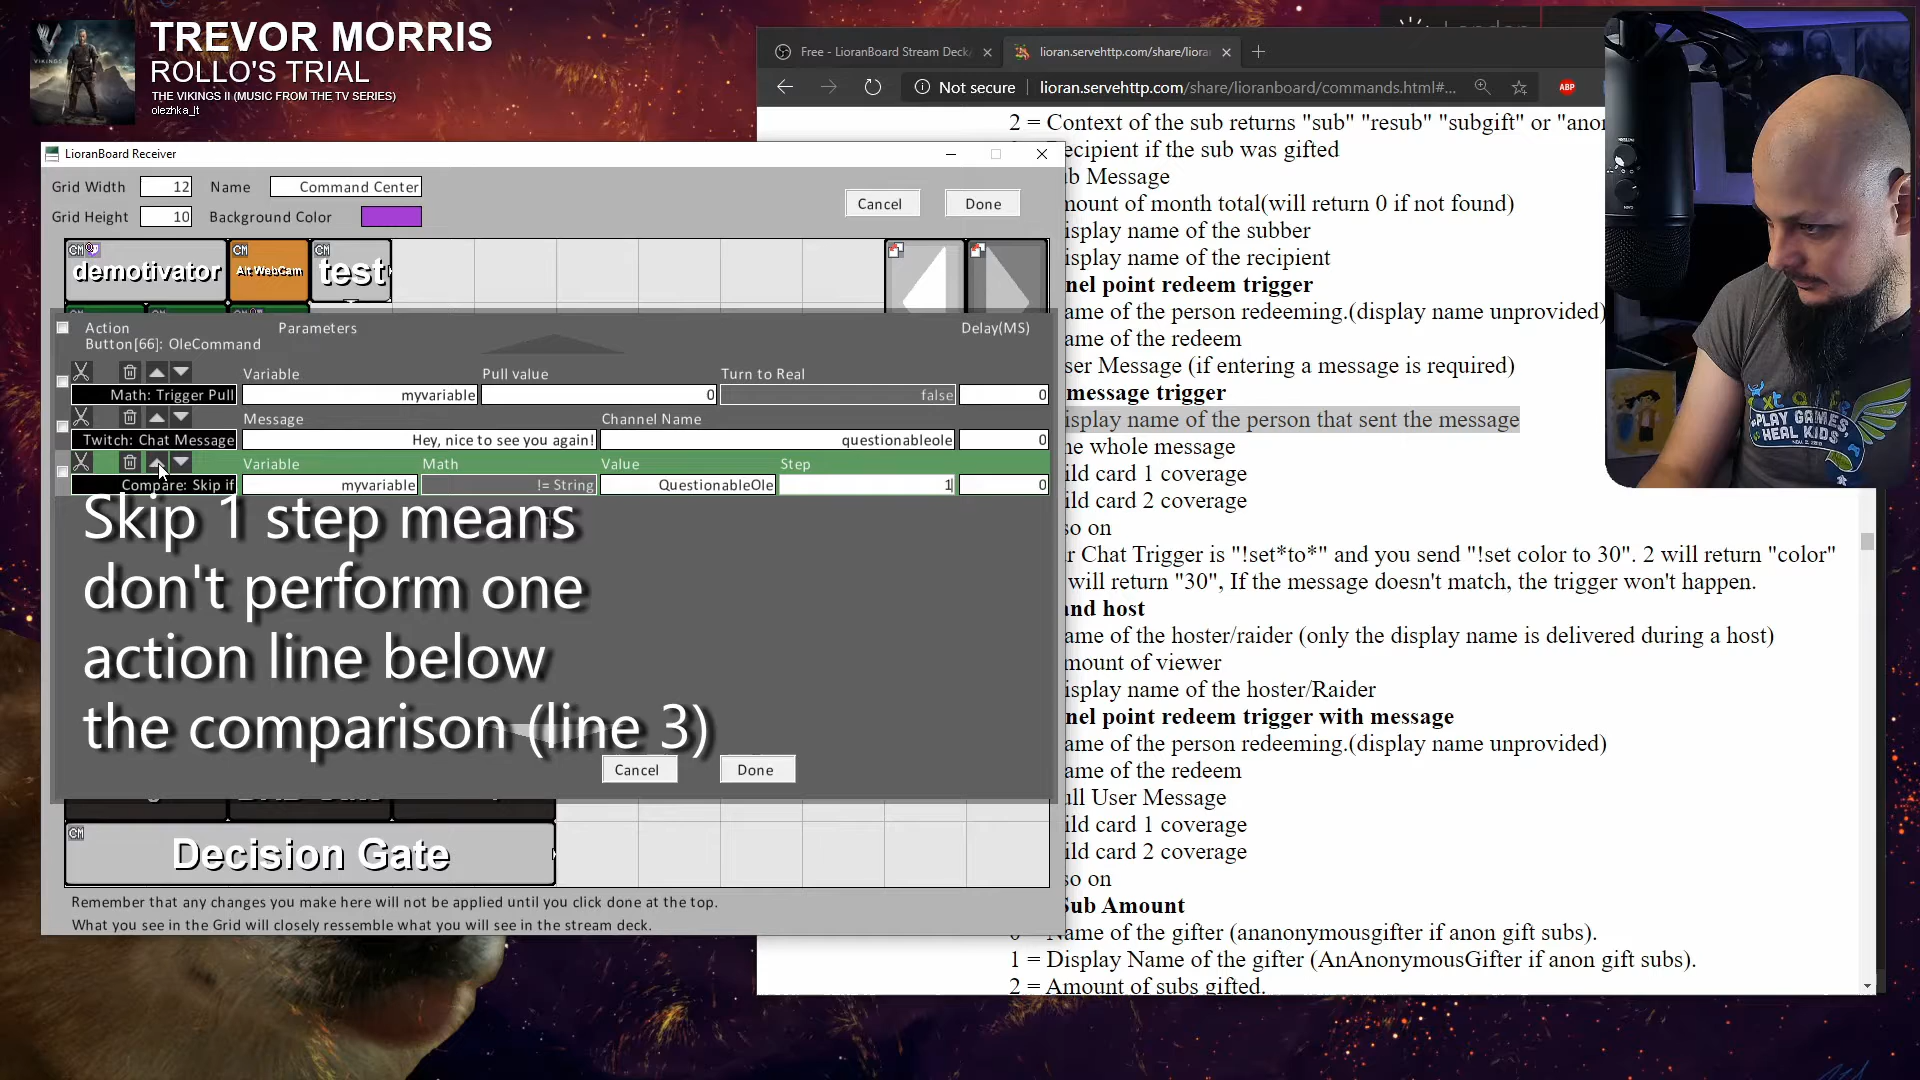 TREVOR MORRIS
ROLLO'S TRIAL
THE VIKINGS II (MUSIC FROM THE TV SERIES)
olezhka_lt
VIKINGS
Free - LioranBoard Stream Deck
lioran.servehttp.com/share/liora
Not secure
lioran.servehttp.com/share/lioranboard/commands.html#...
ABP
LioranBoard Receiver
Grid Width 12 Name Command Center
Grid Height 10 Background Color
Cancel Done
CM demotivator
CM Alt WebCam
CM test
Action Parameters Delay(MS)
Button[66]: OleCommand
Variable Pull value Turn to Real
Math: Trigger Pull myvariable 0 false 0
Message Channel Name
Twitch: Chat Message Hey, nice to see you again! questionableole 0
Variable Math Value Step
Compare: Skip if myvariable != String QuestionableOle 1 0
Skip 1 step means
don't perform one
action line below
the comparison (line 3)
Cancel Done
CM
Decision Gate
Remember that any changes you make here will not be applied until you click done at the top.
What you see in the Grid will closely ressemble what you will see in the stream deck.
2 = Context of the sub returns "sub" "resub" "subgift" or
ecipient if the sub was gifted
b Message
mount of month total(will return 0 if not found)
isplay name of the subber
isplay name of the recipient
nel point redeem trigger
ame of the person redeeming.(display name unprovided)
ame of the redeem
ser Message (if entering a message is required)
message trigger
isplay name of the person that sent the message
he whole message
ild card 1 coverage
ild card 2 coverage
so on
r Chat Trigger is "!set*to*" and you send "!set color to 30". 2 will return "color"
will return "30", If the message doesn't match, the trigger won't happen.
and host
ame of the hoster/raider (only the display name is delivered during a host)
mount of viewer
isplay name of the hoster/Raider
nel point redeem trigger with message
ame of the person redeeming.(display name unprovided)
ame of the redeem
ull User Message
ild card 1 coverage
ild card 2 coverage
so on
Sub Amount
Name of the gifter (ananonymousgifter if anon gift subs).
1 = Display Name of the gifter (AnAnonymousGifter if anon gift subs).
2 = Amount of subs gifted.
PLAY GAMES
HEAL KIDS